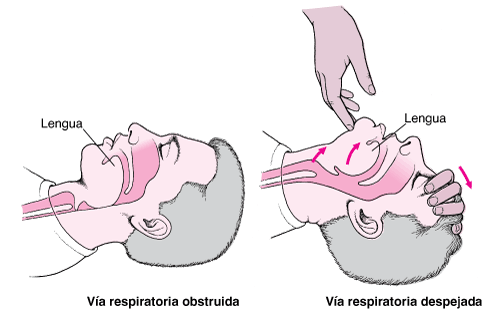 Lengua
Lengua
Vía respiratoria obstruida
Vía respiratoria despejada